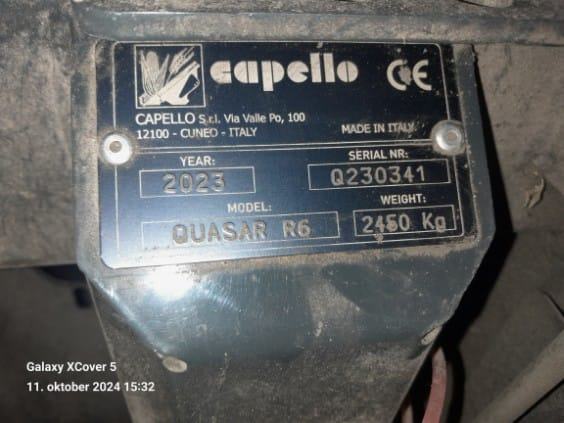 capello CE
CAPELLO S.r.l. Via Valle Po, 100
12100 - CUNEO - ITALY
MADE IN ITALY
YEAR:
2023
SERIAL NR:
Q230341
MODEL:
QUASAR R6
WEIGHT:
2450 Kg
Galaxy XCover 5
11. oktober 2024 15:32